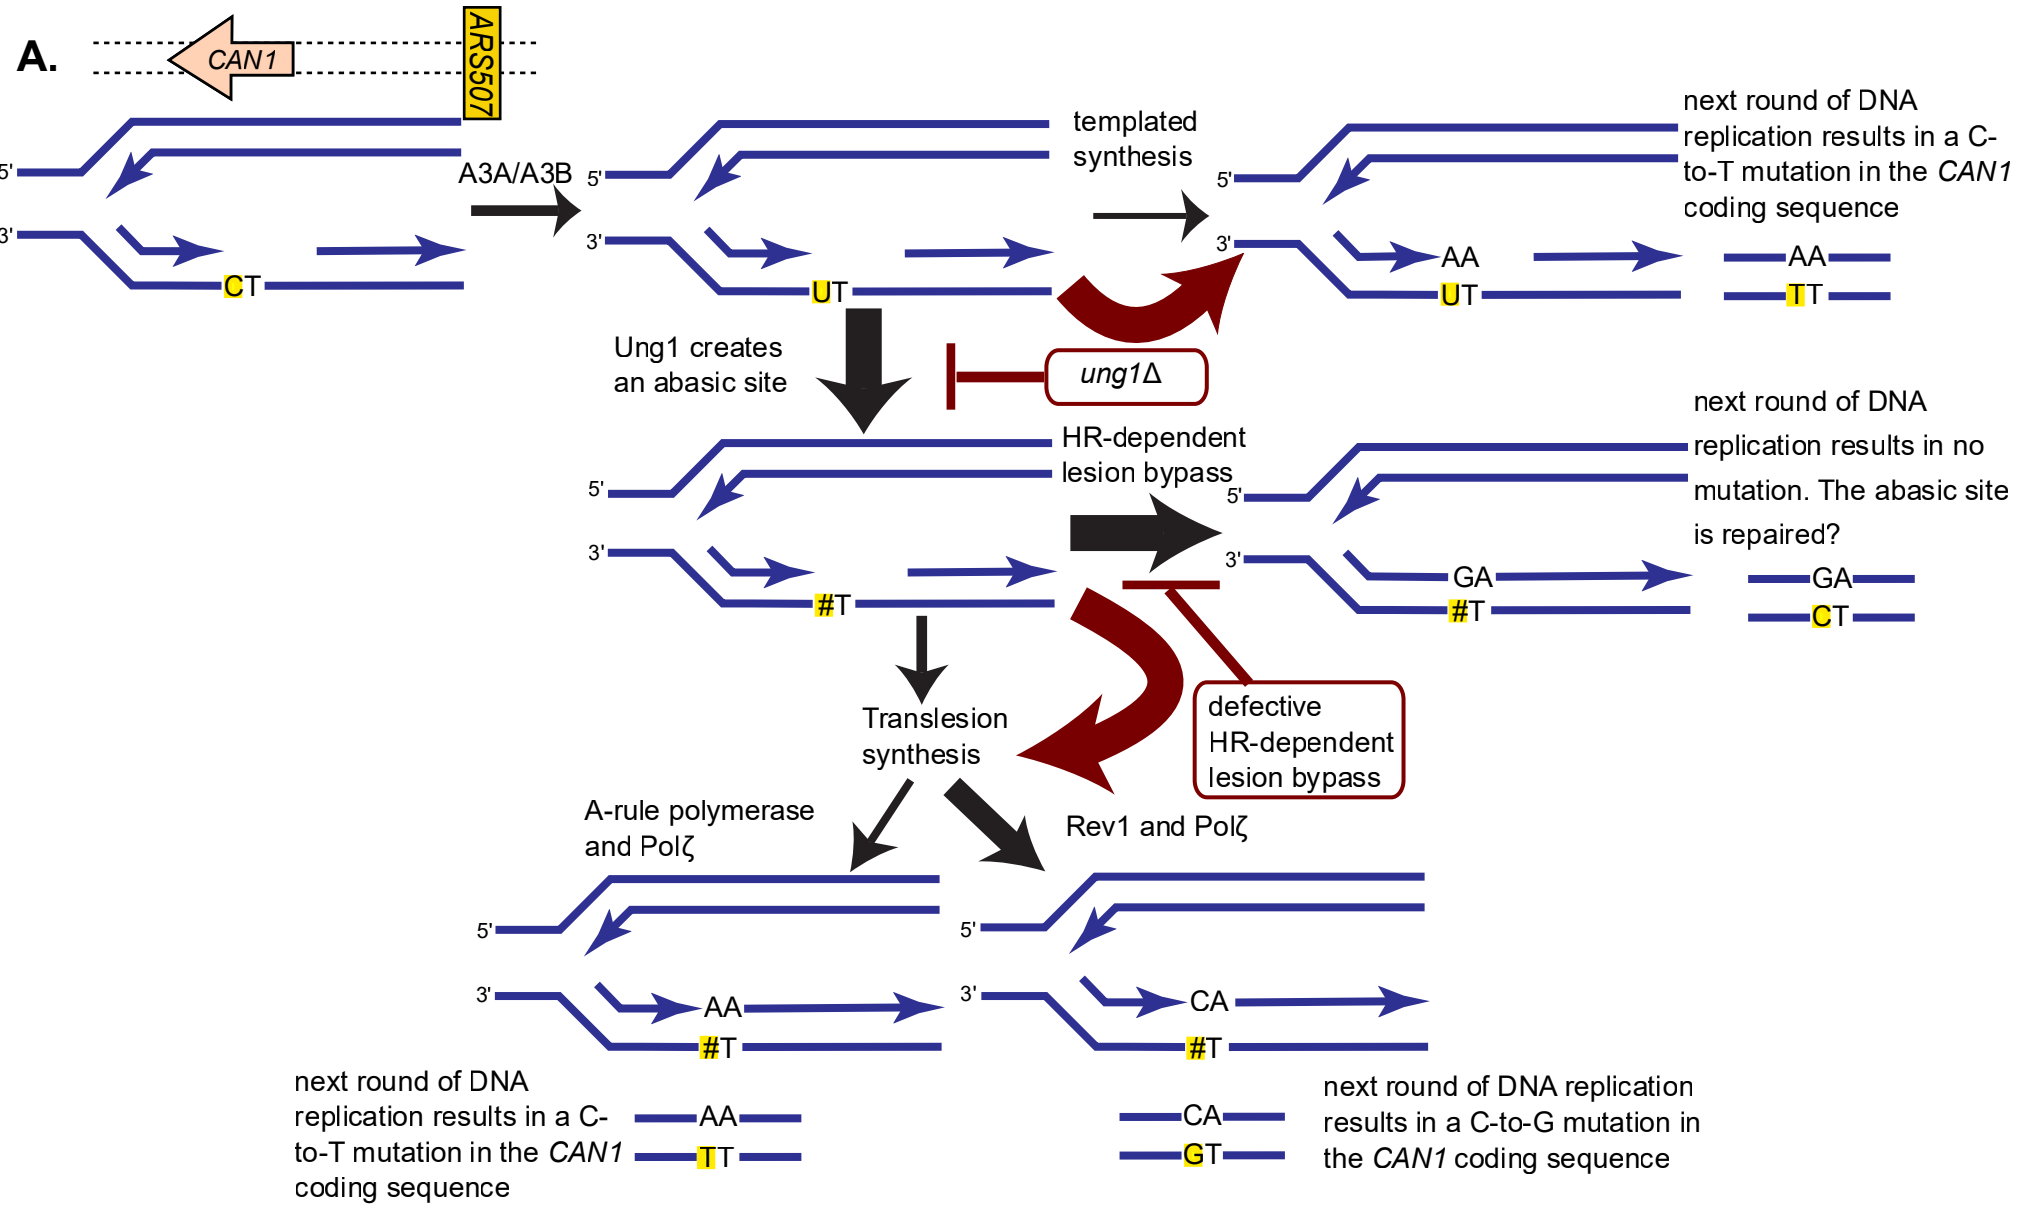 A.
CAN1
ARS507
5'
3'
CT
A3A/A3B
5'
3'
UT
templated
synthesis
5'
3'
AA
UT
next round of DNA
replication results in a C-
to-T mutation in the CAN1
coding sequence
AA
TT
Ung1 creates
an abasic site
ung1Δ
5'
3'
#T
HR-dependent
lesion bypass
5'
3'
GA
#T
next round of DNA
replication results in no
mutation. The abasic site
is repaired?
GA
CT
defective
HR-dependent
lesion bypass
Translesion
synthesis
A-rule polymerase
and Polζ
Rev1 and Polζ
5'
3'
AA
#T
5'
3'
CA
#T
next round of DNA
replication results in a C-
to-T mutation in the CAN1
coding sequence
AA
TT
CA
GT
next round of DNA replication
results in a C-to-G mutation in
the CAN1 coding sequence